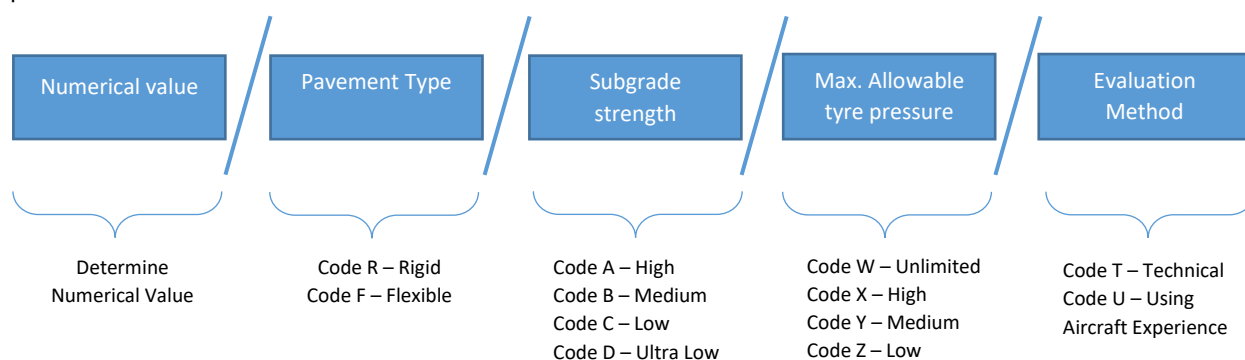 Numerical value
Pavement Type
Subgrade
strength
Max. Allowable
tyre pressure
Evaluation
Method
Determine
Numerical Value
Code R – Rigid
Code F – Flexible
Code A – High
Code B – Medium
Code C – Low
Code D – Ultra Low
Code W – Unlimited
Code X – High
Code Y – Medium
Code Z – Low
Code T – Technical
Code U – Using
Aircraft Experience